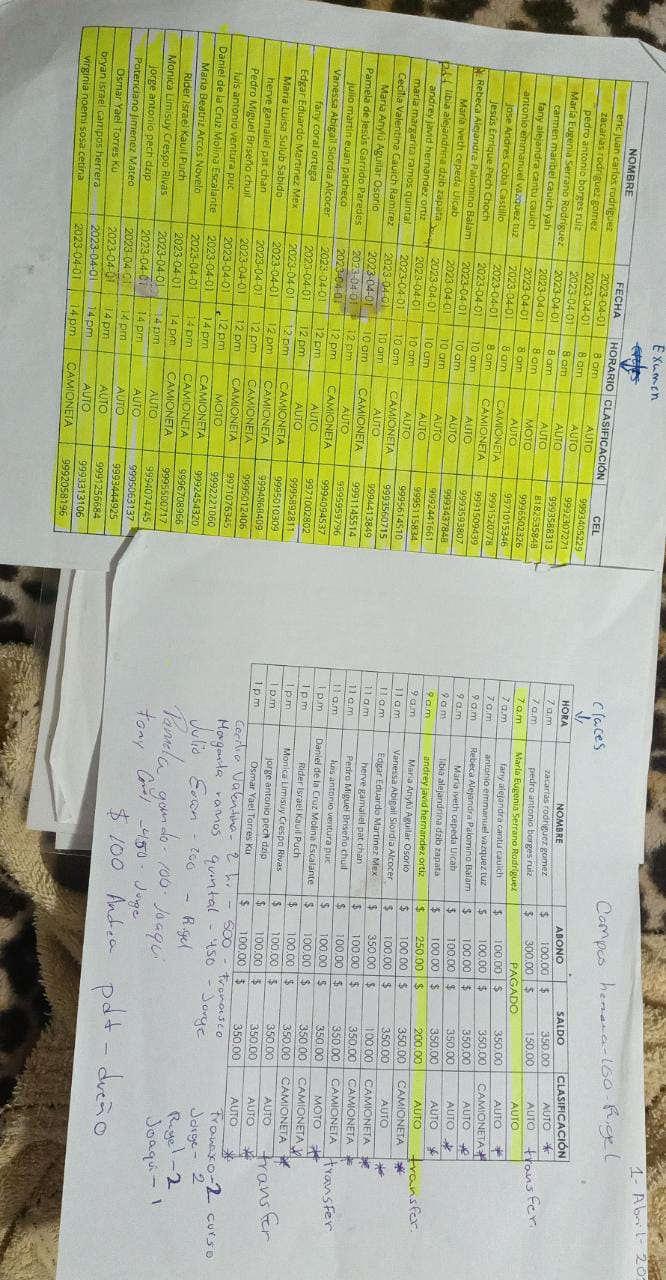 Examen
NOMBRE FECHA HORARIO CLASIFICACIÓN CEL
eric juan carlos rodriguez 2023-04-01 8 am AUTO 9993405229
zacarias rodriguez gomez 2023-04-01 8 am AUTO 9992307271
pedro antonio borges ruiz 2023-04-01 8 am AUTO 9993588313
María Eugenia Serrano Rodríguez 2023-04-01 8 am AUTO 8182535848
carmen maribel cauich yah 2023-04-01 8 am MOTO 9996502326
fany alejandra cantu cauich 2023-04-01 8 am AUTO 9971015346
antonio emmanuel vazquez tuz 2023-04-01 8 am CAMIONETA 9991520778
Jose Andres Coba Castillo 2023-04-01 8 am CAMIONETA 9991509439
Jesús Enrique Pech Choch 2023-04-01 10 am AUTO 9993593807
* Rebeca Alejandra Palomino Balam 2023-04-01 10 am AUTO 9993437848
María iveth cepeda Uicab 2023-04-01 10 am AUTO 9992441661
pdt libia alejandrina dzib zapata 2023-04-01 10 am AUTO 9995115834
andrey javid hernandez ortiz 2023-04-01 10 am AUTO 9995614510
maria margarita ramos quintal 2023-04-01 10 am CAMIONETA 9993560715
Cecilia Valentina Cauich Ramirez 2023-04-01 10 am AUTO 9994413849
Maria Anylú Aguilar Osorio 2023-04-01 10 am CAMIONETA 9991145514
Pamela de Jesús Garrido Paredes 2023-04-01 12 pm AUTO 9995959796
julio martin euan pacheco 2023-04-01 12 pm CAMIONETA 9994094537
Vanessa Abigail Siordia Alcocer 2023-04-01 12 pm AUTO 9971002802
fany coral ortega 2023-04-01 12 pm AUTO 9995892811
Edgar Eduardo Martinez Mex 2023-04-01 12 pm CAMIONETA 9995010309
Maria Luisa Sulub Sabido 2023-04-01 12 pm CAMIONETA 9994868409
herve gamaliel pat chan 2023-04-01 12 pm CAMIONETA 9995012406
Pedro Miguel Briseño chuil 2023-04-01 12 pm CAMIONETA 9971076345
luis antonio ventura puc 2023-04-01 12 pm MOTO 9992221060
Daniel de la Cruz Molina Escalante 2023-04-01 14 pm CAMIONETA 9992454320
Maria Beatriz Arcos Novelo 2023-04-01 14 pm CAMIONETA 9996708966
Rider Israel Kauil Puch 2023-04-01 14 pm CAMIONETA 9995500717
Monica Limisuy Crespo Rivas 2023-04-01 14 pm AUTO 9994074745
jorge antonio pech dzip 2023-04-01 14 pm AUTO 9995063137
Potenciano Jimenez Mateo 2023-04-01 14 pm AUTO 9993444925
Osmar Yael Torres Ku 2023-04-01 14 pm AUTO 9991256684
bryan israel campos herrera 2023-04-01 14 pm AUTO 9993313106
virginia noemi sosa cetina 2023-04-01 14 pm CAMIONETA 9992058196
1-Abril-20
Campos herrera-160-Rigel
claces
HORA NOMBRE ABONO SALDO CLASIFICACIÓN
7 a.m zacarias rodriguez gomez $ 100.00 $ 350.00 AUTO *
7 a.m pedro antonio borges ruiz $ 300.00 $ 150.00 AUTO transfer.
7 a.m María Eugenia Serrano Rodríguez PAGADO AUTO
7 a.m fany alejandra cantu cauich $ 100.00 $ 350.00 AUTO *
7 a.m antonio emmanuel vazquez tuz $ 100.00 $ 350.00 CAMIONETA *
9 a.m Rebeca Alejandra Palomino Balam $ 100.00 $ 350.00 AUTO *
9 a.m María iveth cepeda Uicab $ 100.00 $ 350.00 AUTO *
9 a.m libia alejandrina dzib zapata $ 100.00 $ 350.00 AUTO *
9 a.m andrey javid hernandez ortiz $ 250.00 $ 200.00 AUTO transfer.
9 a.m Maria Anylú Aguilar Osorio $ 100.00 $ 350.00 CAMIONETA *
11 a.m Vanessa Abigail Siordia Alcocer $ 100.00 $ 350.00 AUTO *
11 a.m Edgar Eduardo Martinez Mex $ 350.00 $ 100.00 CAMIONETA *
11 a.m herve gamaliel pat chan $ 100.00 $ 350.00 CAMIONETA *
11 a.m Pedro Miguel Briseño chuil $ 100.00 $ 350.00 CAMIONETA transfer
11 a.m luis antonio ventura puc $ 100.00 $ 350.00 MOTO *
1 p.m Daniel de la Cruz Molina Escalante $ 100.00 $ 350.00 CAMIONETA *
1 p.m Rider Israel Kauil Puch $ 100.00 $ 350.00 CAMIONETA *
1 p.m Monica Limisuy Crespo Rivas $ 100.00 $ 350.00 AUTO transfer
1 p.m jorge antonio pech dzip $ 100.00 $ 350.00 AUTO *
1 p.m Osmar Yael Torres Ku $ 100.00 $ 350.00 AUTO *
Cecilia Valentina - 2 hr. - 500 - Francisco
Margarita ramos quintal - 450 - Jorge
Julio Euan - 200 - Rigel
Pamela garrido - 100 - Joaqui
fany Coral - 450 - Jorge
$ 100 Andrea pdt - dueño
Francixco-2 curso
Jorge- 2
Rigel -2
Joaqui - 1